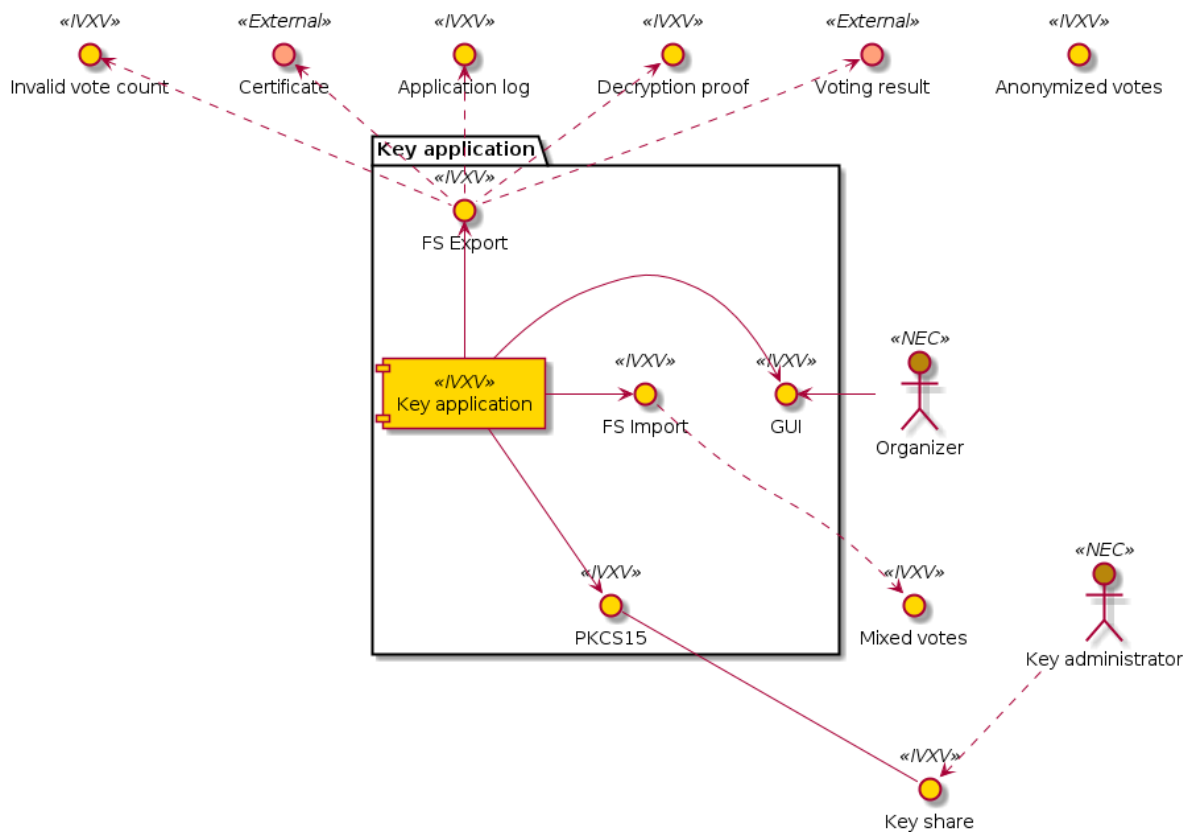 «IVXV»
Invalid vote count
«External»
Certificate
«IVXV»
Application log
«IVXV»
Decryption proof
«External»
Voting result
«IVXV»
Anonymized votes
Key application
«IVXV»
FS Export
«IVXV»
Key application
«IVXV»
FS Import
«IVXV»
GUI
«NEC»
Organizer
«IVXV»
PKCS15
«IVXV»
Mixed votes
«NEC»
Key administrator
«IVXV»
Key share